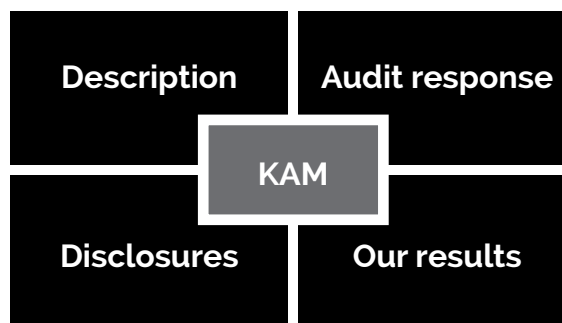 Description
Audit response
KAM
Disclosures
Our results